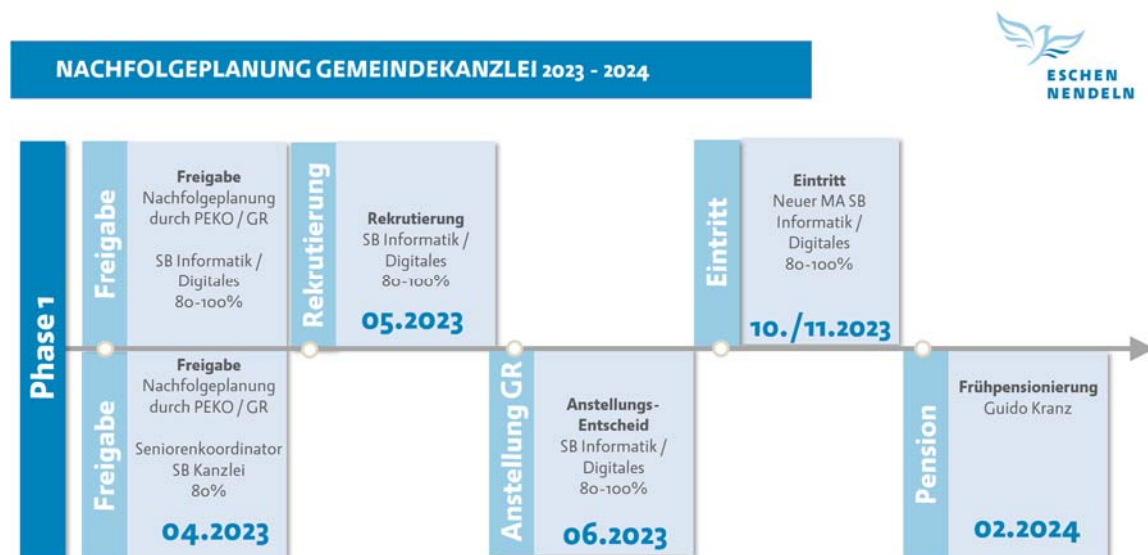 NACHFOLGEPLANUNG GEMEINDEKANZLEI 2023 - 2024
ESCHEN
NENDELN
Phase 1
Freigabe
Freigabe
Nachfolgeplanung
durch PEKO / GR
SB Informatik /
Digitales
80-100%
Freigabe
Freigabe
Nachfolgeplanung
durch PEKO / GR
Seniorenkoordinator
SB Kanzlei
80%
04.2023
Rekrutierung
Rekrutierung
SB Informatik /
Digitales
80-100%
05.2023
Anstellung GR
Anstellungs-
Entscheid
SB Informatik /
Digitales
80-100%
06.2023
Eintritt
Eintritt
Neuer MA SB
Informatik /
Digitales
80-100%
10./11.2023
Pension
Frühpensionierung
Guido Kranz
02.2024